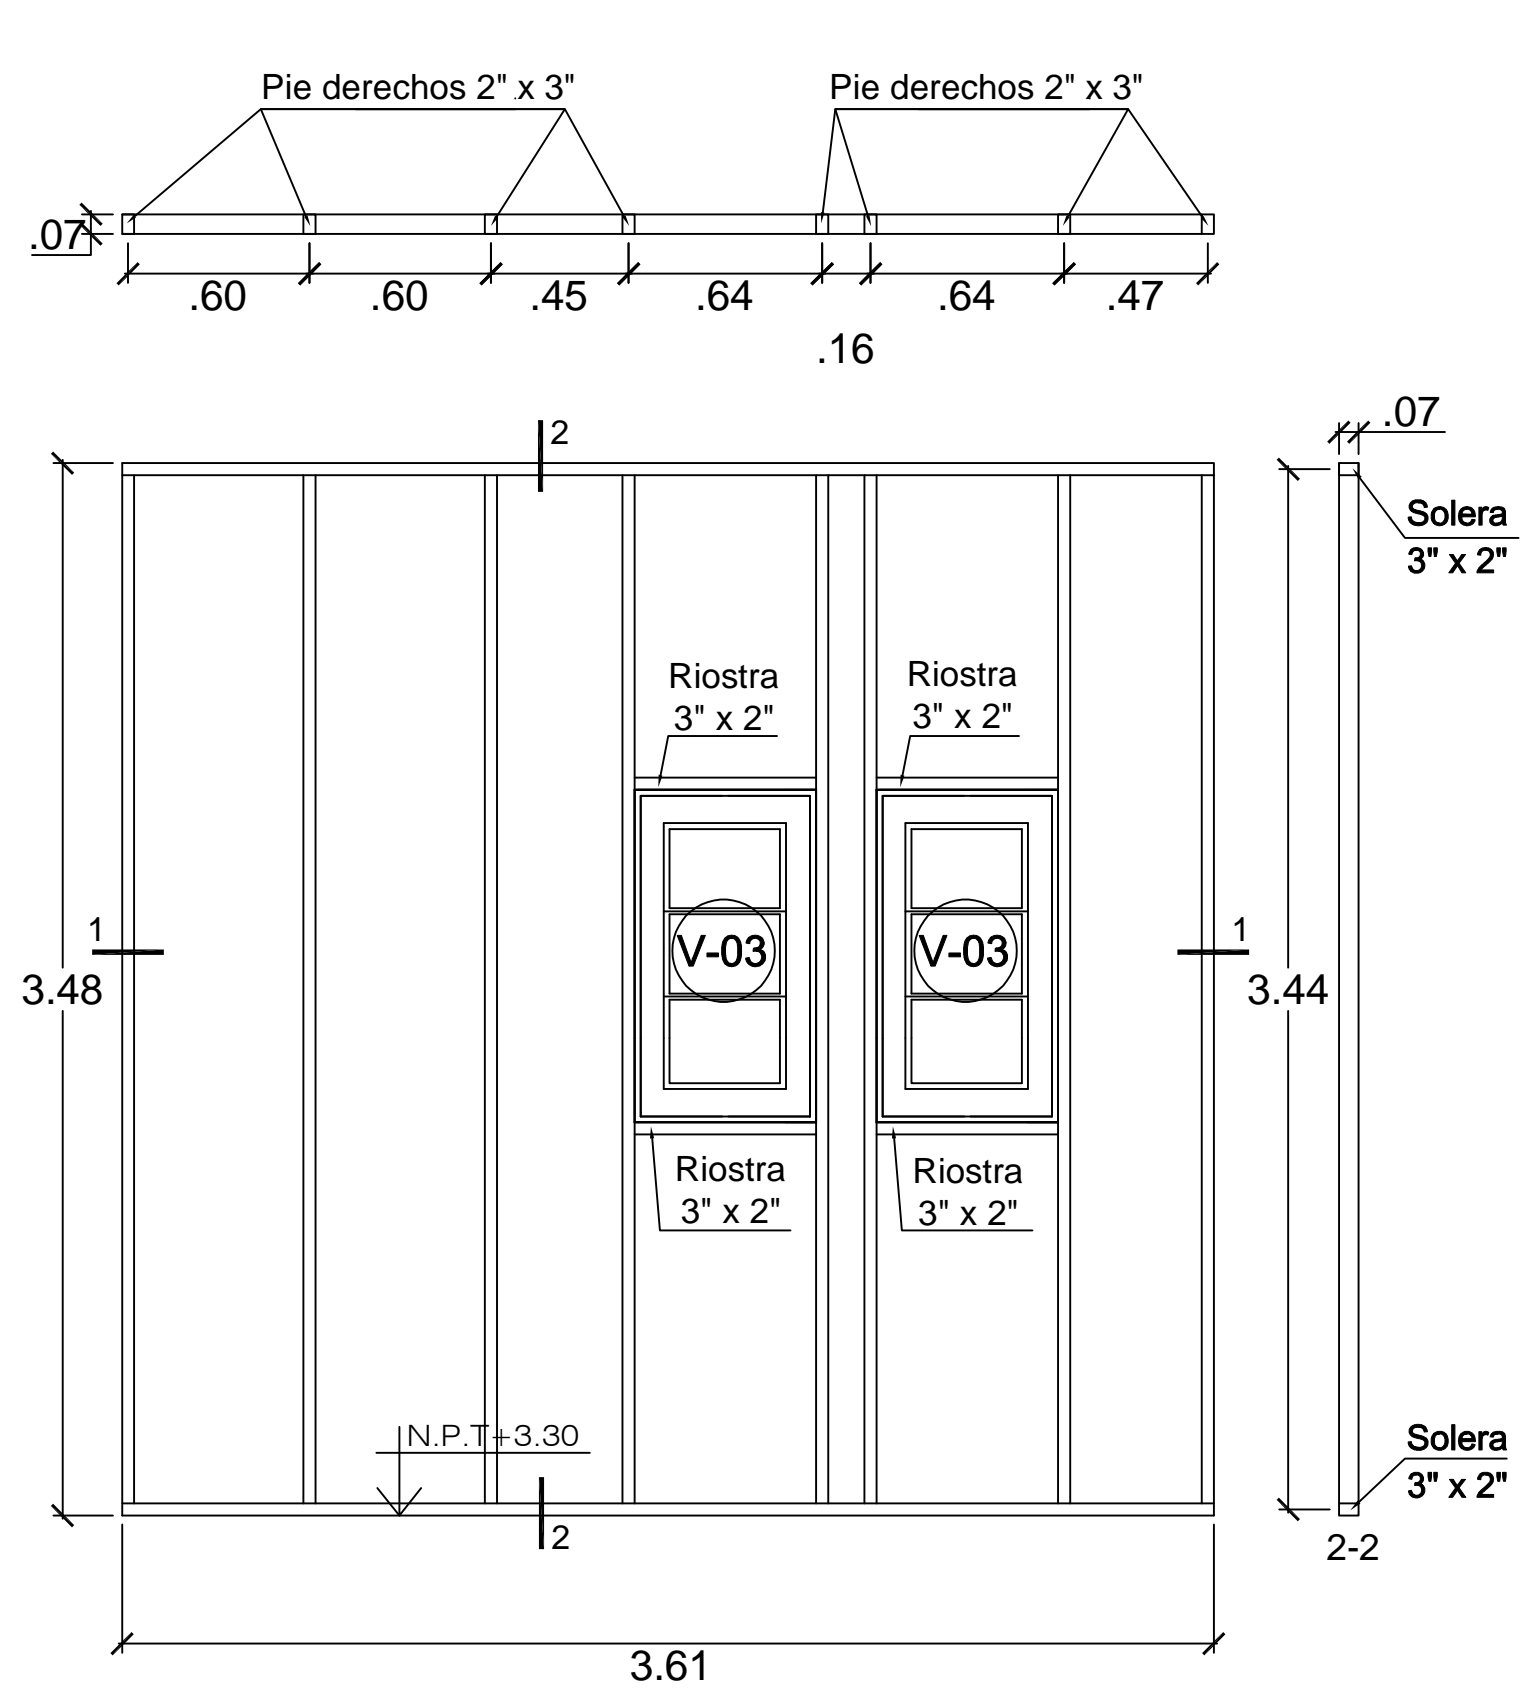 Pie derechos 2" x 3"
Pie derechos 2" x 3"
.07
.60
.60
.45
.64
.64
.47
.16
2
.07
Solera
3" x 2"
Riostra
3" x 2"
Riostra
3" x 2"
1
1
V-03
V-03
3.48
3.44
Riostra
3" x 2"
Riostra
3" x 2"
N.P.T+3.30
Solera
3" x 2"
2
2-2
3.61